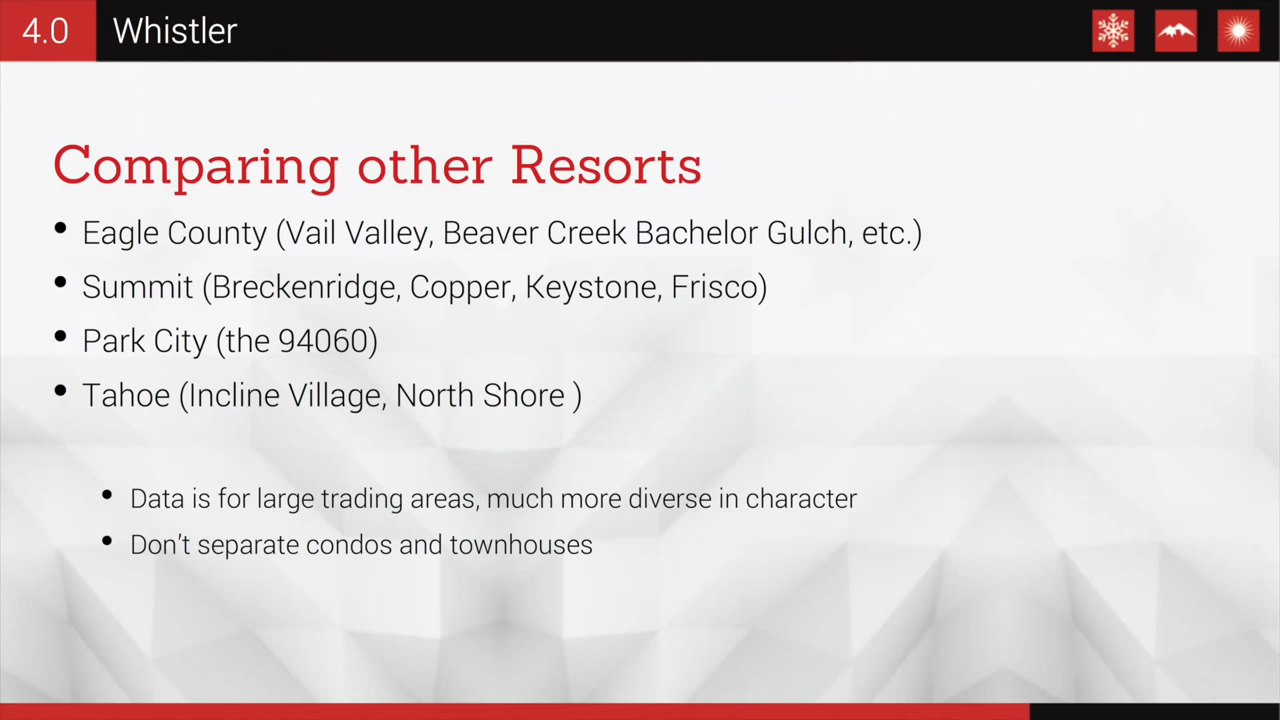 4.0 Whistler
Comparing other Resorts
• Eagle County (Vail Valley, Beaver Creek Bachelor Gulch, etc.)
• Summit (Breckenridge, Copper, Keystone, Frisco)
• Park City (the 94060)
• Tahoe (Incline Village, North Shore )
• Data is for large trading areas, much more diverse in character
• Don't separate condos and townhouses